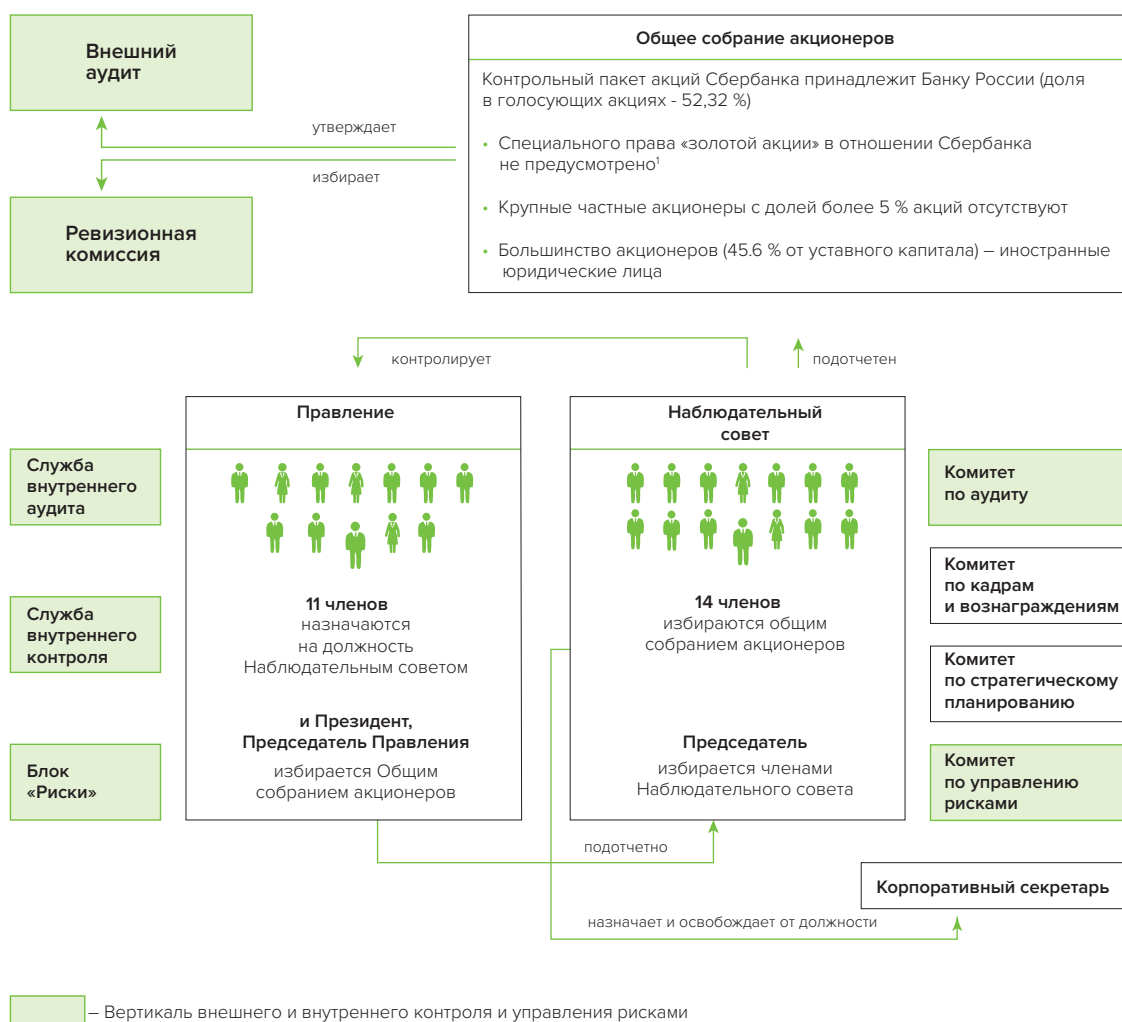 Внешний
аудит
Общее собрание акционеров
Контрольный пакет акций Сбербанка принадлежит Банку России (доля
в голосующих акциях - 52,32 %)
• Специального права «золотой акции» в отношении Сбербанка
не предусмотрено¹
• Крупные частные акционеры с долей более 5 % акций отсутствуют
• Большинство акционеров (45.6 % от уставного капитала) – иностранные
юридические лица
утверждает
избирает
Ревизионная
комиссия
контролирует
подотчетен
Правление
11 членов
назначаются
на должность
Наблюдательным советом
и Президент,
Председатель Правления
избирается Общим
собранием акционеров
Наблюдательный
совет
14 членов
избираются общим
собранием акционеров
Председатель
избирается членами
Наблюдательного совета
Служба
внутреннего
аудита
Служба
внутреннего
контроля
Блок
«Риски»
Комитет
по аудиту
Комитет
по кадрам
и вознаграждениям
Комитет
по стратегическому
планированию
Комитет
по управлению
рисками
подотчетно
Корпоративный секретарь
назначает и освобождает от должности
– Вертикаль внешнего и внутреннего контроля и управления рисками